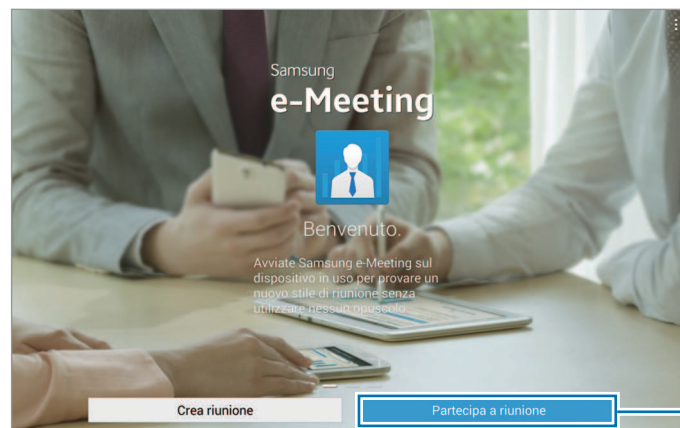 Samsung
e-Meeting
Benvenuto.
Avviate Samsung e-Meeting sul
dispositivo in uso per provare un
nuovo stile di riunione senza
utilizzare nessun opuscolo.
Crea riunione
Partecipa a riunione